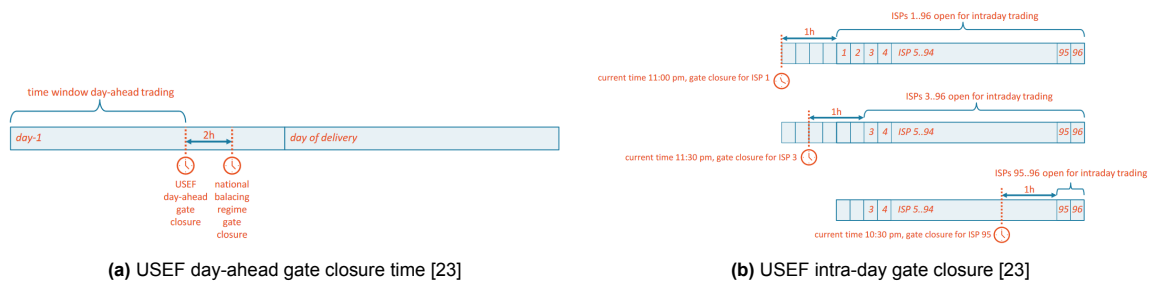 time window day-ahead trading
day-1
2h
day of delivery
USEF
day-ahead
gate
closure
national
balacing
regime
gate
closure
(a) USEF day-ahead gate closure time [23]
ISPs 1..96 open for intraday trading
1h
1 2 3 4 ISP 5..94 95 96
current time 11:00 pm, gate closure for ISP 1
ISPs 3..96 open for intraday trading
1h
3 4 ISP 5..94 95 96
current time 11:30 pm, gate closure for ISP 3
ISPs 95..96 open for intraday trading
1h
3 4 ISP 5..94 95 96
current time 10:30 pm, gate closure for ISP 95
(b) USEF intra-day gate closure [23]